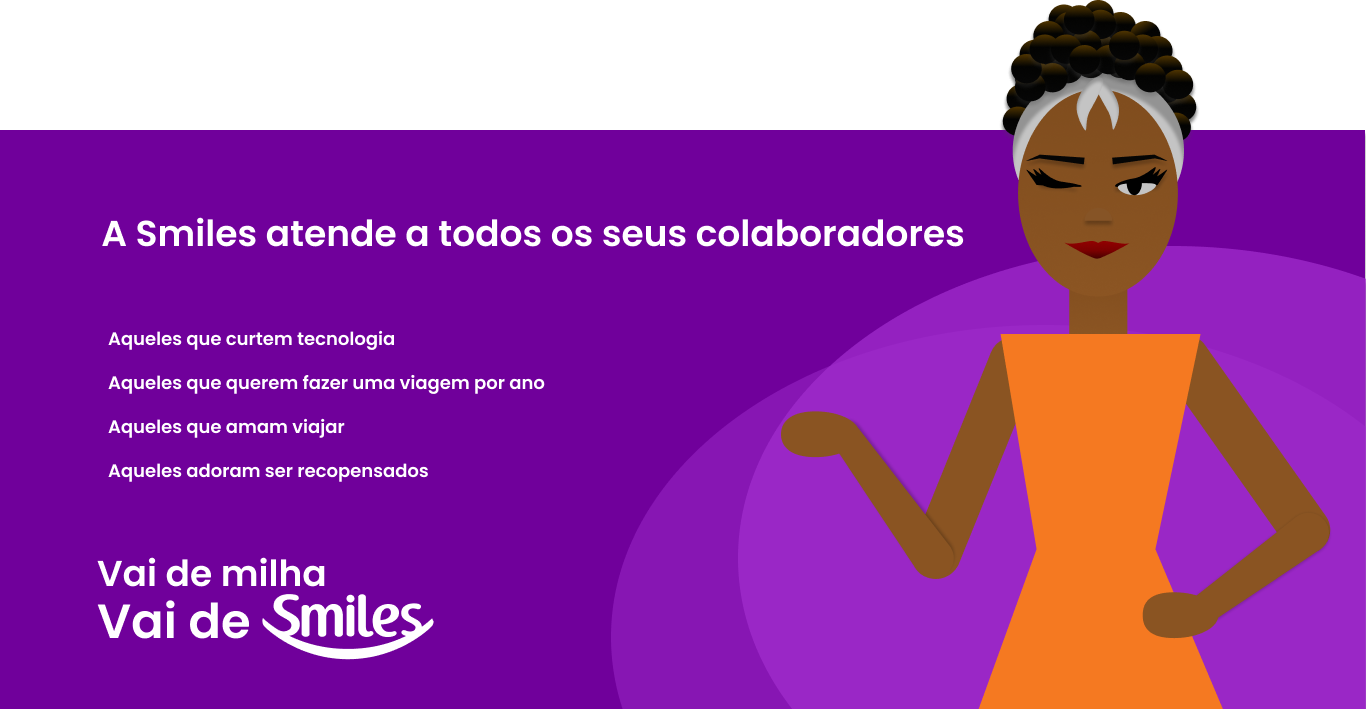 A Smiles atende a todos os seus colaboradores
Aqueles que curtem tecnologia
Aqueles que querem fazer uma viagem por ano
Aqueles que amam viajar
Aqueles adoram ser recopensados
Vai de milha
Vai de Smiles